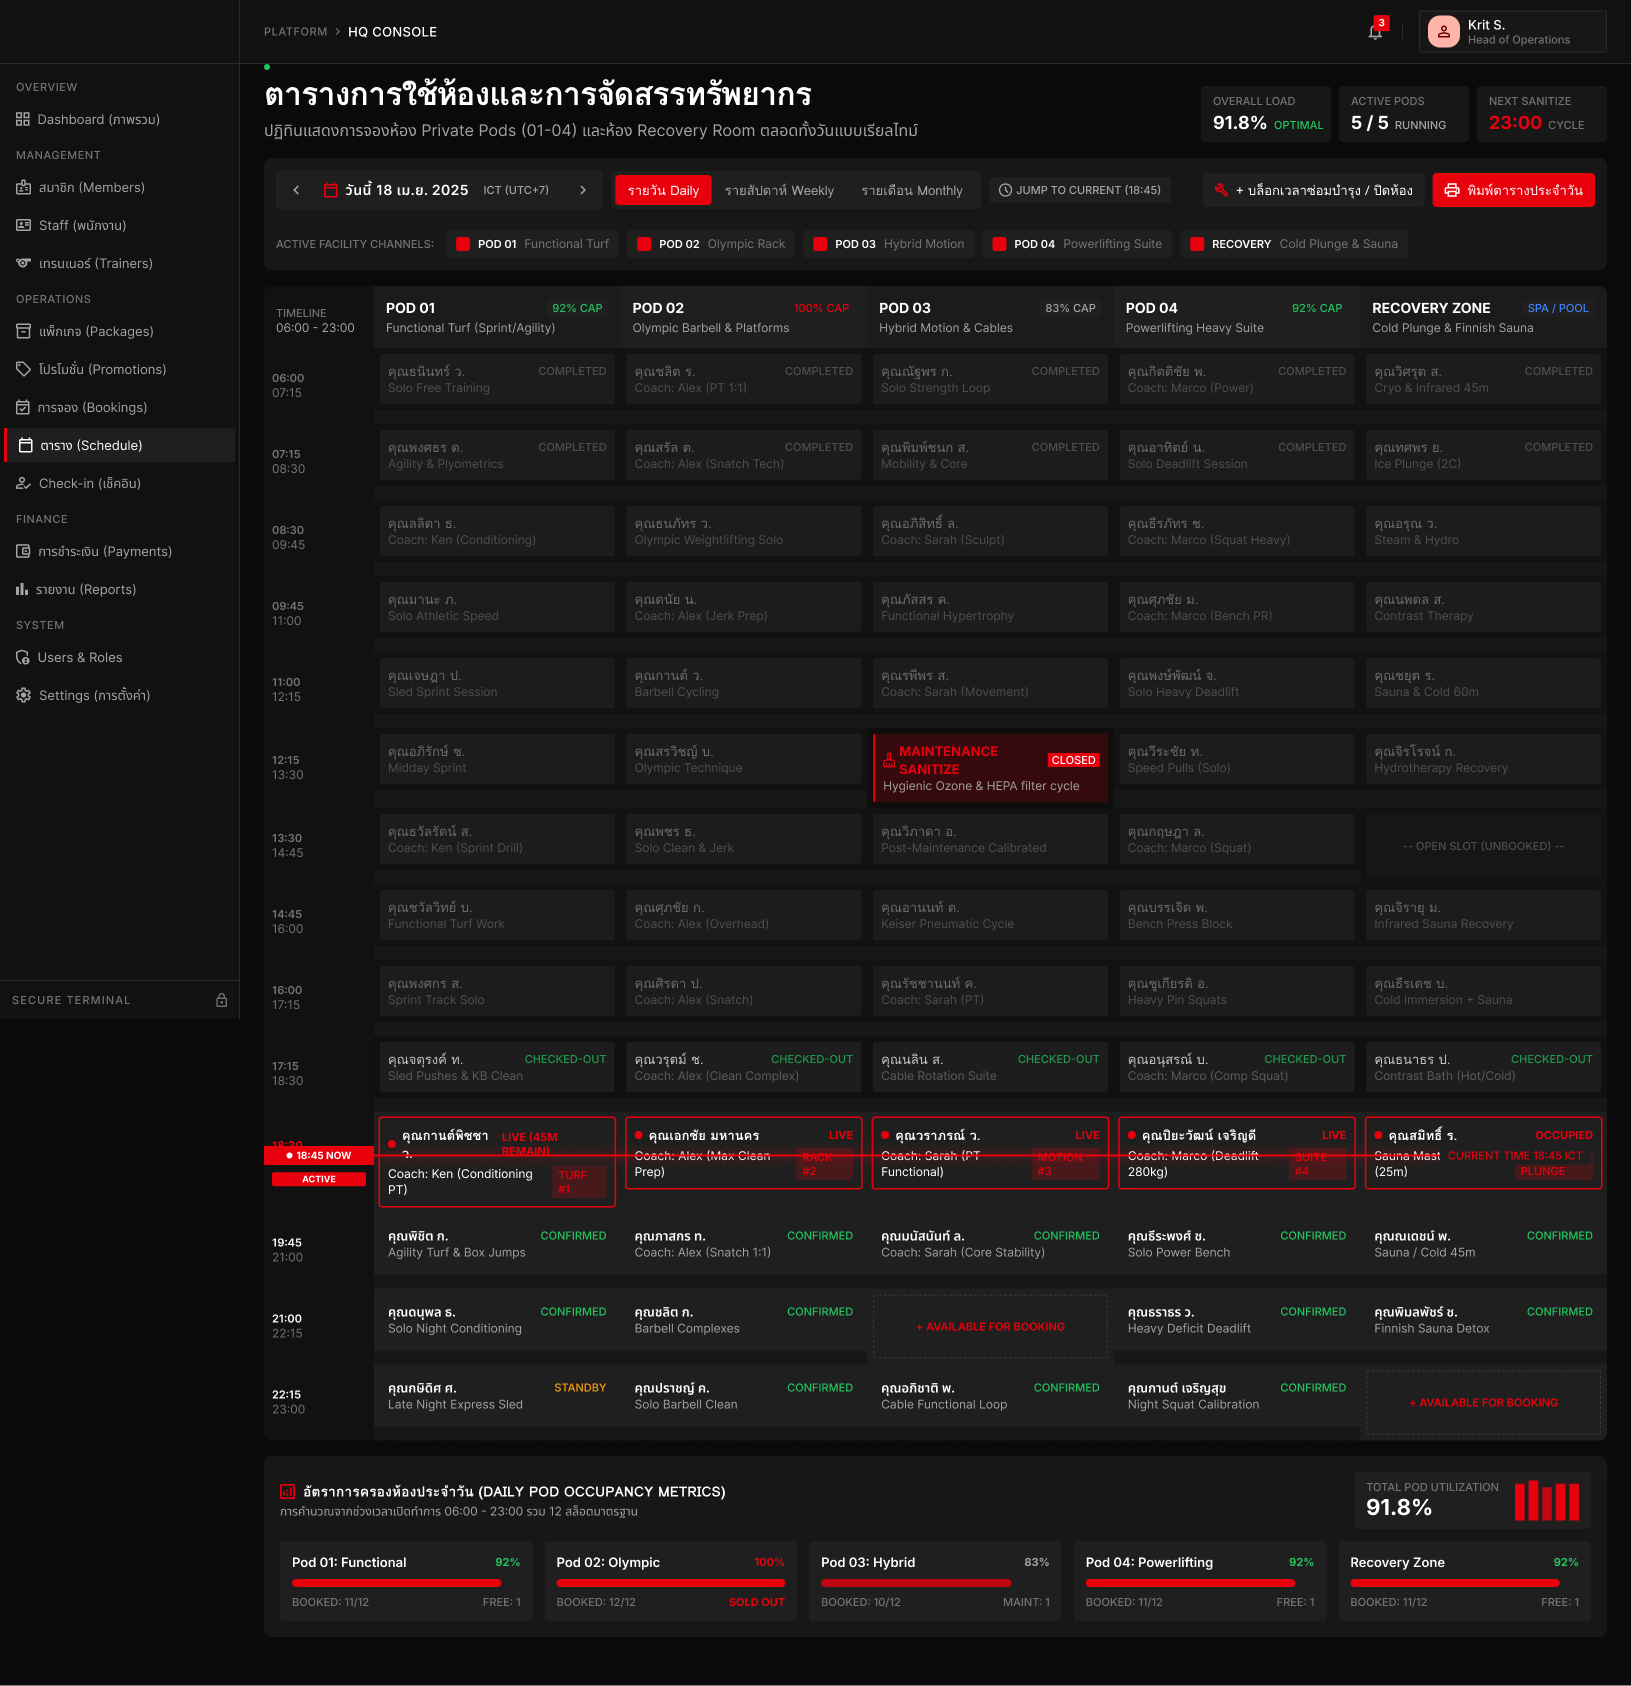 PLATFORM > HQ CONSOLE
3
Krit S.
Head of Operations
OVERVIEW
Dashboard (ภาพรวม)
MANAGEMENT
สมาชิก (Members)
Staff (พนักงาน)
เทรนเนอร์ (Trainers)
OPERATIONS
แพ็กเกจ (Packages)
โปรโมชั่น (Promotions)
การจอง (Bookings)
ตาราง (Schedule)
Check-in (เช็คอิน)
FINANCE
การชำระเงิน (Payments)
รายงาน (Reports)
SYSTEM
Users & Roles
Settings (การตั้งค่า)
SECURE TERMINAL
ตารางการใช้ห้องและการจัดสรรทรัพยากร
ปฏิทินแสดงการจองห้อง Private Pods (01-04) และห้อง Recovery Room ตลอดทั้งวันแบบเรียลไทม์
OVERALL LOAD
91.8% OPTIMAL
ACTIVE PODS
5 / 5 RUNNING
NEXT SANITIZE
23:00 CYCLE
วันนี้ 18 เม.ย. 2025 ICT (UTC+7)
รายวัน Daily
รายสัปดาห์ Weekly
รายเดือน Monthly
JUMP TO CURRENT (18:45)
+ บล็อกเวลาซ่อมบำรุง / ปิดห้อง
พิมพ์ตารางประจำวัน
ACTIVE FACILITY CHANNELS:
POD 01 Functional Turf
POD 02 Olympic Rack
POD 03 Hybrid Motion
POD 04 Powerlifting Suite
RECOVERY Cold Plunge & Sauna
TIMELINE
06:00 - 23:00
POD 01 92% CAP
Functional Turf (Sprint/Agility)
POD 02 100% CAP
Olympic Barbell & Platforms
POD 03 83% CAP
Hybrid Motion & Cables
POD 04 92% CAP
Powerlifting Heavy Suite
RECOVERY ZONE SPA / POOL
Cold Plunge & Finnish Sauna
06:00
07:15
คุณธนินทร์ ว. COMPLETED
Solo Free Training
คุณชลิต ร. COMPLETED
Coach: Alex (PT 1:1)
คุณณัฐพร ก. COMPLETED
Solo Strength Loop
คุณกิตติชัย พ. COMPLETED
Coach: Marco (Power)
คุณวิศรุต ส. COMPLETED
Cryo & Infrared 45m
07:15
08:30
คุณพงศธร ต. COMPLETED
Agility & Plyometrics
คุณสรัล ต. COMPLETED
Coach: Alex (Snatch Tech)
คุณพิมพ์ชนก ส. COMPLETED
Mobility & Core
คุณอาทิตย์ น. COMPLETED
Solo Deadlift Session
คุณทศพร ย. COMPLETED
Ice Plunge (2C)
08:30
09:45
คุณลลิตา ธ.
Coach: Ken (Conditioning)
คุณธนภัทร ว.
Olympic Weightlifting Solo
คุณอภิสิทธิ์ ล.
Coach: Sarah (Sculpt)
คุณธีรภัทร ช.
Coach: Marco (Squat Heavy)
คุณอรุณ ว.
Steam & Hydro
09:45
11:00
คุณมานะ ภ.
Solo Athletic Speed
คุณดนัย น.
Coach: Alex (Jerk Prep)
คุณภัสสร ค.
Functional Hypertrophy
คุณศุภชัย ม.
Coach: Marco (Bench PR)
คุณนพดล ส.
Contrast Therapy
11:00
12:15
คุณเจษฎา ป.
Sled Sprint Session
คุณกานต์ ว.
Barbell Cycling
คุณรพีพร ส.
Coach: Sarah (Movement)
คุณพงษ์พัฒน์ จ.
Solo Heavy Deadlift
คุณชยุต ร.
Sauna & Cold 60m
12:15
13:30
คุณอภิรักษ์ ช.
Midday Sprint
คุณสรวิชญ์ บ.
Olympic Technique
MAINTENANCE
SANITIZE
CLOSED
Hygienic Ozone & HEPA filter cycle
คุณวีระชัย ท.
Speed Pulls (Solo)
คุณจิรโรจน์ ก.
Hydrotherapy Recovery
13:30
14:45
คุณธวัลรัตน์ ส.
Coach: Ken (Sprint Drill)
คุณพชร ธ.
Solo Clean & Jerk
คุณวิภาดา อ.
Post-Maintenance Calibrated
คุณกฤษฎา ล.
Coach: Marco (Squat)
-- OPEN SLOT (UNBOOKED) --
14:45
16:00
คุณชวัลวิทย์ บ.
Functional Turf Work
คุณศุภชัย ก.
Coach: Alex (Overhead)
คุณอานนท์ ต.
Keiser Pneumatic Cycle
คุณบรรเจิด พ.
Bench Press Block
คุณจิรายุ ม.
Infrared Sauna Recovery
16:00
17:15
คุณพงศกร ส.
Sprint Track Solo
คุณศิรดา ป.
Coach: Alex (Snatch)
คุณรัชชานนท์ ค.
Coach: Sarah (PT)
คุณชูเกียรติ อ.
Heavy Pin Squats
คุณธีรเดช บ.
Cold Immersion + Sauna
17:15
18:30
คุณจตุรงค์ ท. CHECKED-OUT
Sled Pushes & KB Clean
คุณวรุตม์ ช. CHECKED-OUT
Coach: Alex (Clean Complex)
คุณนลิน ส. CHECKED-OUT
Cable Rotation Suite
คุณอนุสรณ์ บ. CHECKED-OUT
Coach: Marco (Comp Squat)
คุณธนาธร ป. CHECKED-OUT
Contrast Bath (Hot/Cold)
18:30
18:45 NOW
ACTIVE
คุณกานต์พิชชา
ว.
LIVE (45M
REMAIN)
Coach: Ken (Conditioning
PT)
TURF
#1
คุณเอกชัย มหานคร LIVE
Coach: Alex (Max Clean
Prep)
RACK
#2
คุณวราภรณ์ ว. LIVE
Coach: Sarah (PT
Functional)
MOTION
#3
คุณปิยะวัฒน์ เจริญดี LIVE
Coach: Marco (Deadlift
280kg)
SUITE
#4
คุณสมิทธิ์ ร. OCCUPIED
Sauna Mast
(25m)
CURRENT TIME 18:45 ICT
PLUNGE
19:45
21:00
คุณพิชิต ก. CONFIRMED
Agility Turf & Box Jumps
คุณภาสกร ท. CONFIRMED
Coach: Alex (Snatch 1:1)
คุณมนัสนันท์ ล. CONFIRMED
Coach: Sarah (Core Stability)
คุณธีระพงศ์ ช. CONFIRMED
Solo Power Bench
คุณณเดชน์ พ. CONFIRMED
Sauna / Cold 45m
21:00
22:15
คุณดนุพล ธ. CONFIRMED
Solo Night Conditioning
คุณชลิต ก. CONFIRMED
Barbell Complexes
+ AVAILABLE FOR BOOKING
คุณธราธร ว. CONFIRMED
Heavy Deficit Deadlift
คุณพิมลพัชร์ ช. CONFIRMED
Finnish Sauna Detox
22:15
23:00
คุณกษิดิศ ศ. STANDBY
Late Night Express Sled
คุณปราชญ์ ค. CONFIRMED
Solo Barbell Clean
คุณอภิชาติ พ. CONFIRMED
Cable Functional Loop
คุณกานต์ เจริญสุข CONFIRMED
Night Squat Calibration
+ AVAILABLE FOR BOOKING
อัตราการครองห้องประจำวัน (DAILY POD OCCUPANCY METRICS)
การคำนวณจากช่วงเวลาเปิดทำการ 06:00 - 23:00 รวม 12 สล็อตมาตรฐาน
TOTAL POD UTILIZATION
91.8%
Pod 01: Functional 92%
BOOKED: 11/12 FREE: 1
Pod 02: Olympic 100%
BOOKED: 12/12 SOLD OUT
Pod 03: Hybrid 83%
BOOKED: 10/12 MAINT: 1
Pod 04: Powerlifting 92%
BOOKED: 11/12 FREE: 1
Recovery Zone 92%
BOOKED: 11/12 FREE: 1